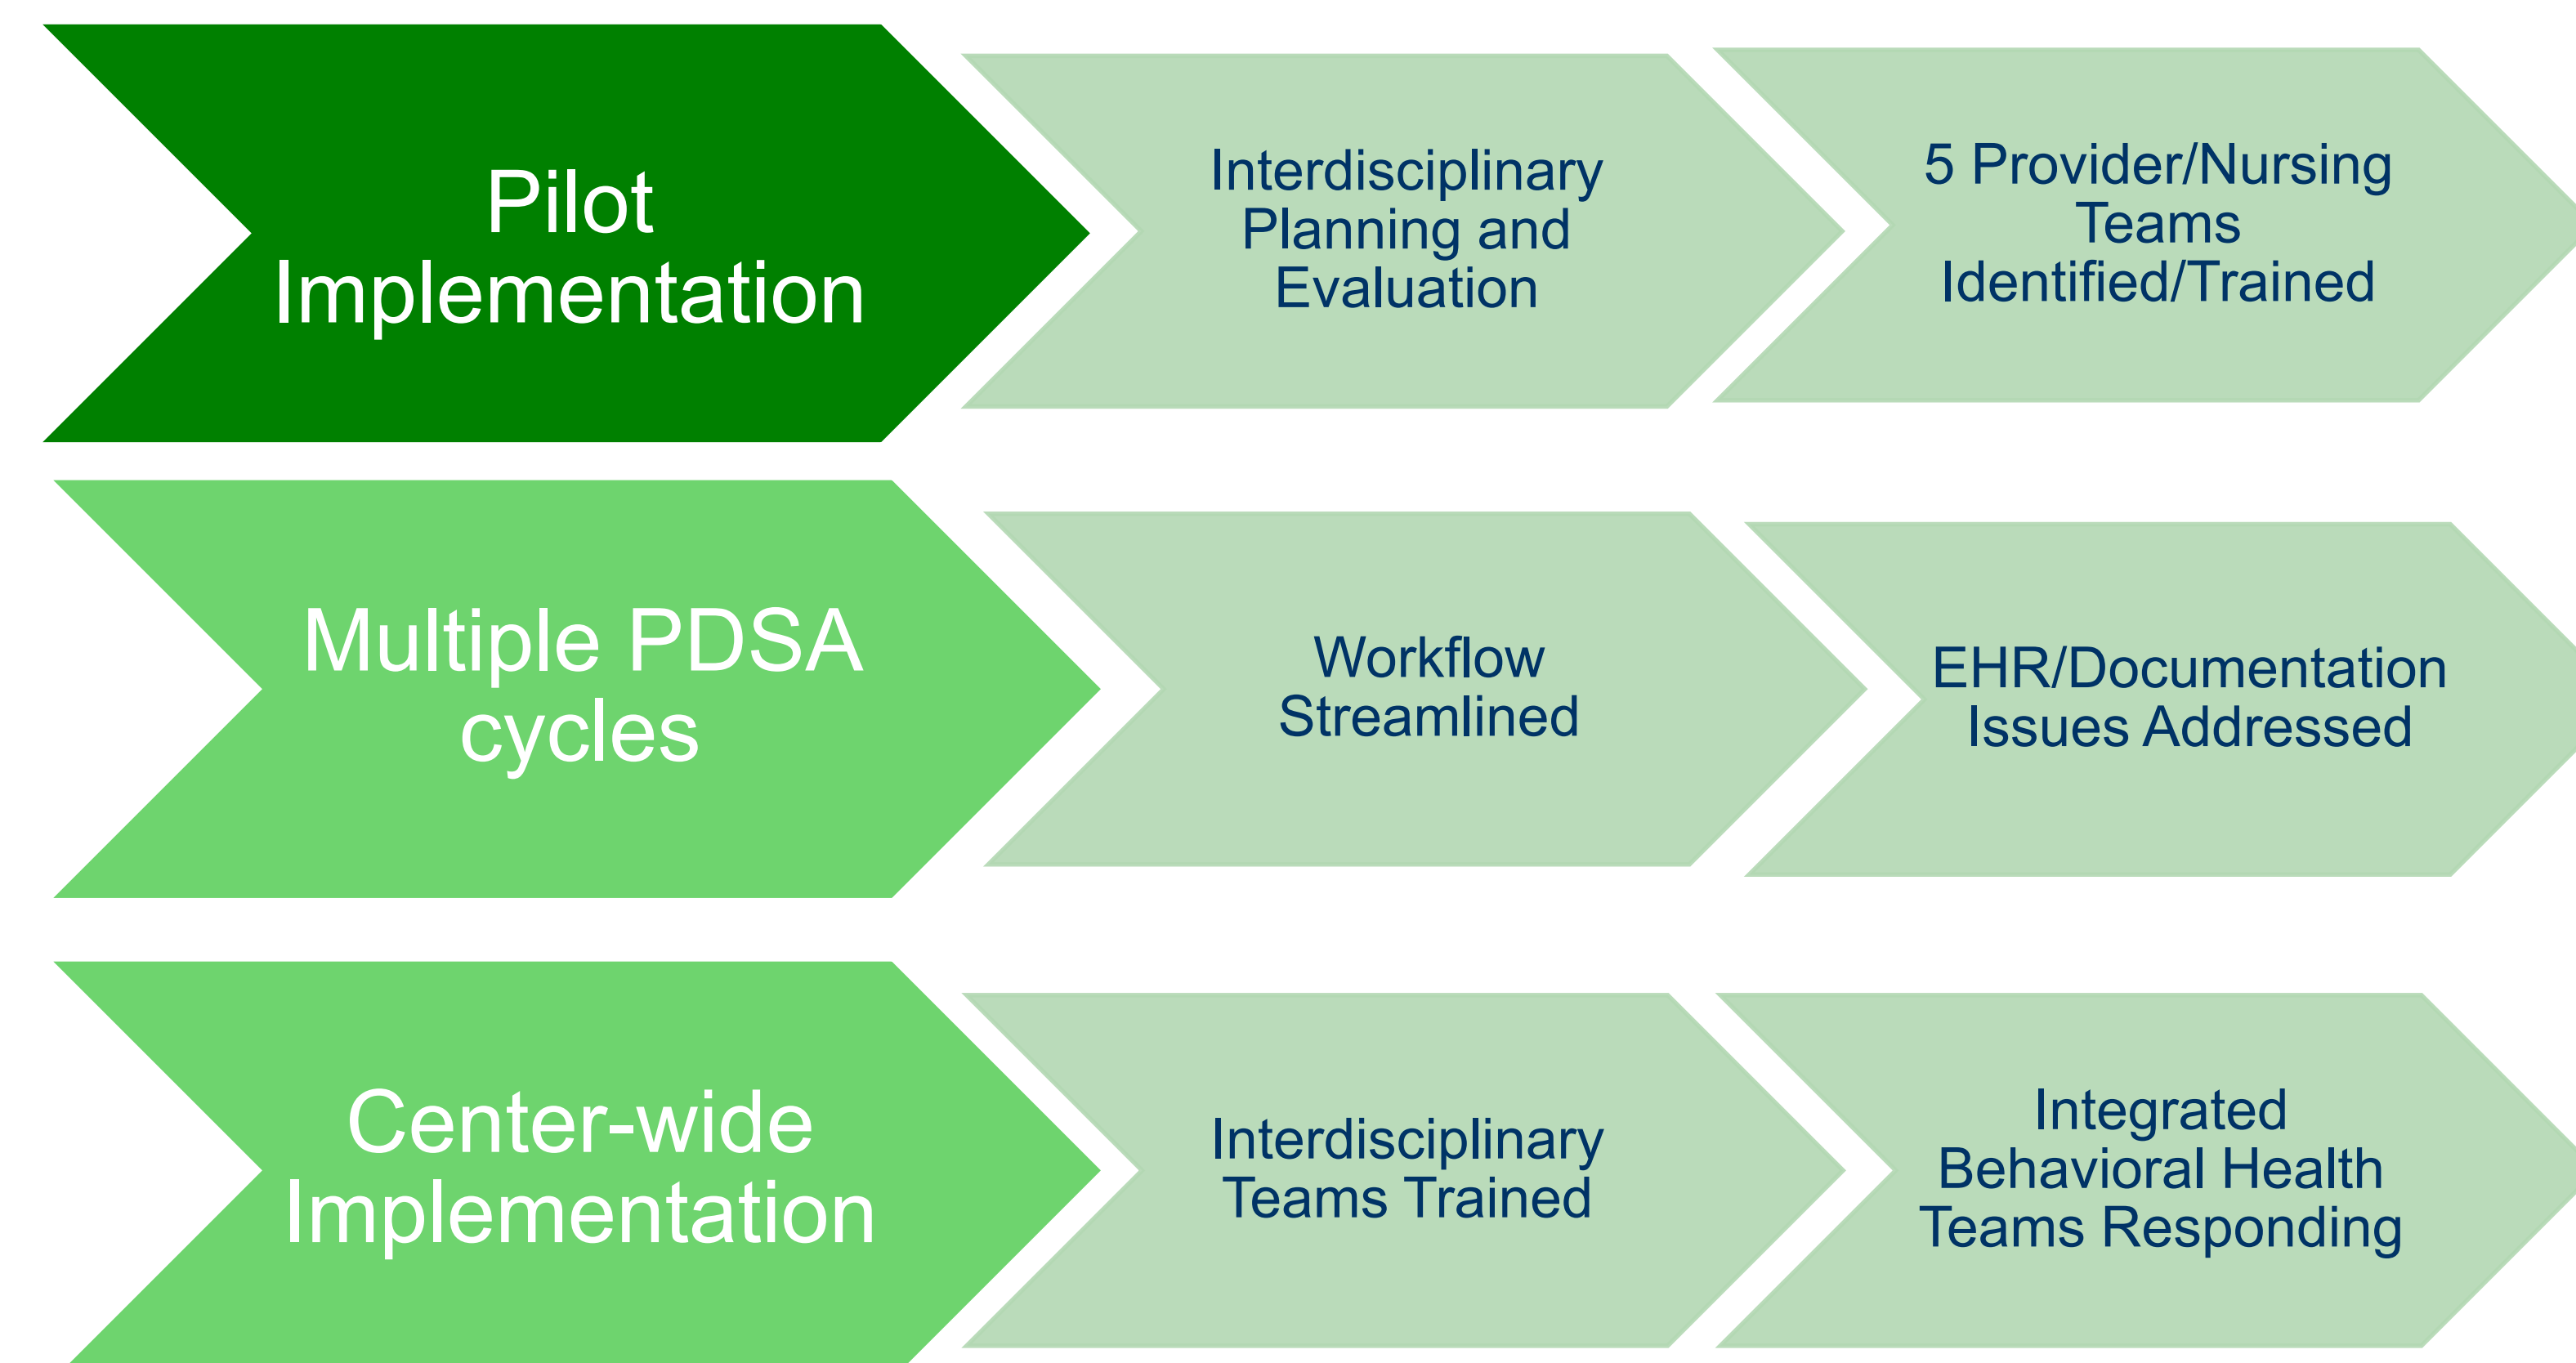 Pilot
Implementation
Interdisciplinary
Planning and
Evaluation
5 Provider/Nursing
Teams
Identified/Trained
Multiple PDSA
cycles
Workflow
Streamlined
EHR/Documentation
Issues Addressed
Center-wide
Implementation
Interdisciplinary
Teams Trained
Integrated
Behavioral Health
Teams Responding